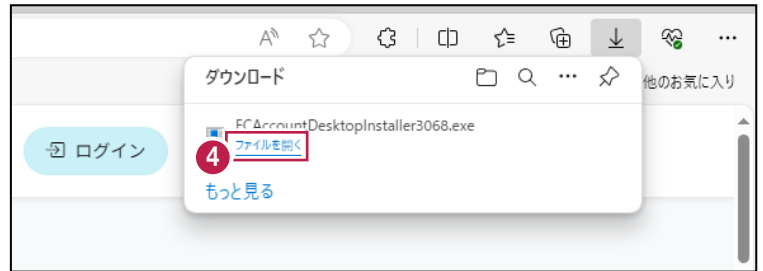 ダウンロード
他のお気に入り
FCAccountDesktopInstaller3068.exe
ログイン
4
ファイルを開く
もっと見る